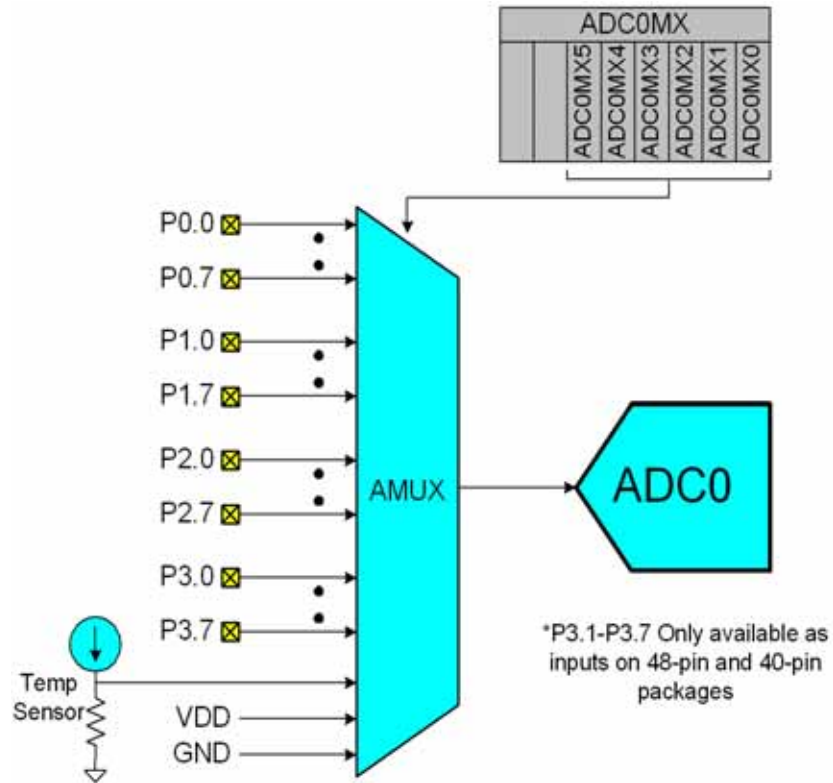 ADC0MX
ADC0MX5
ADC0MX4
ADC0MX3
ADC0MX2
ADC0MX1
ADC0MX0
P0.0
P0.7
P1.0
P1.7
P2.0
P2.7
P3.0
P3.7
AMUX
ADC0
*P3.1-P3.7 Only available as
inputs on 48-pin and 40-pin
packages
Temp
Sensor
VDD
GND